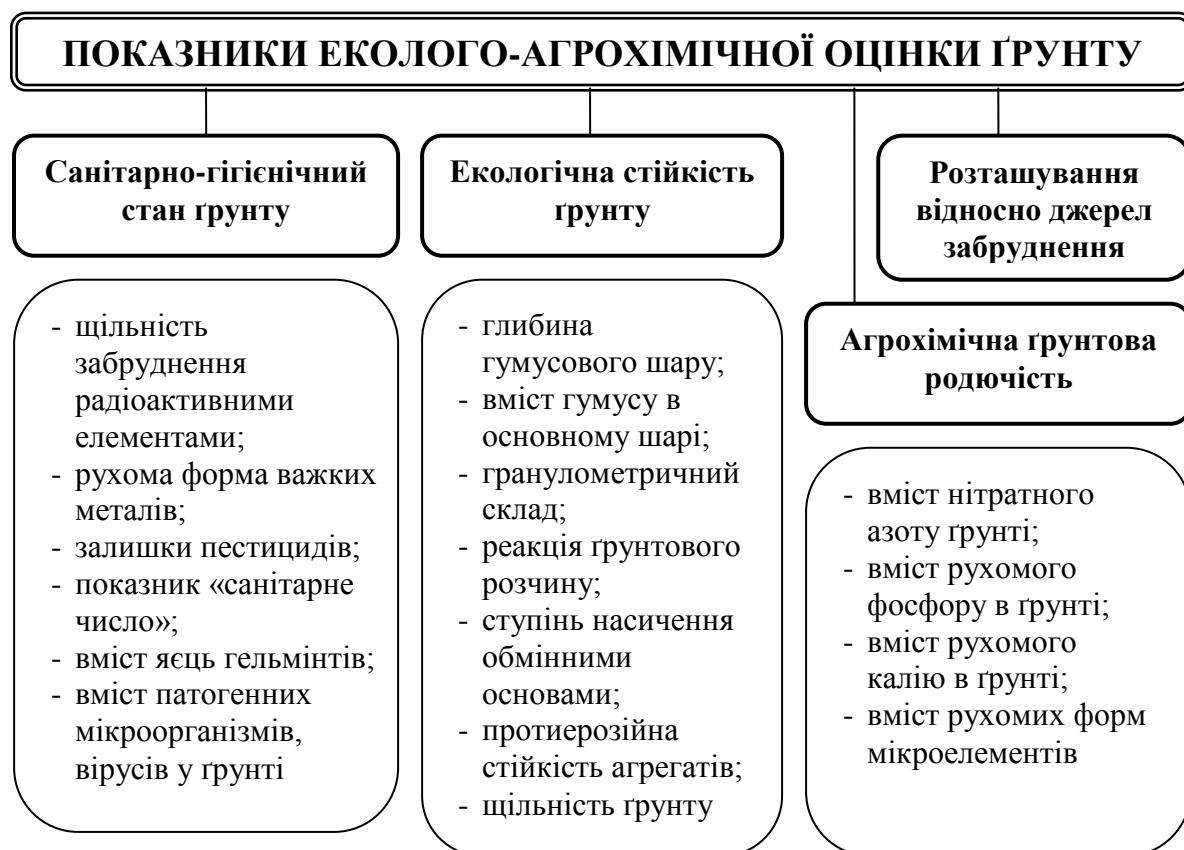 ПОКАЗНИКИ ЕКОЛОГО-АГРОХІМІЧНОЇ ОЦІНКИ ҐРУНТУ
Санітарно-гігієнічний
стан ґрунту
- щільність
забруднення
радіоактивними
елементами;
- рухома форма важких
металів;
- залишки пестицидів;
- показник «санітарне
число»;
- вміст яєць гельмінтів;
- вміст патогенних
мікроорганізмів,
вірусів у ґрунті
Екологічна стійкість
ґрунту
- глибина
гумусового шару;
- вміст гумусу в
основному шарі;
- гранулометричний
склад;
- реакція ґрунтового
розчину;
- ступінь насичення
обмінними
основами;
- протиерозійна
стійкість агрегатів;
- щільність ґрунту
Розташування
відносно джерел
забруднення
Агрохімічна ґрунтова
родючість
- вміст нітратного
азоту ґрунті;
- вміст рухомого
фосфору в ґрунті;
- вміст рухомого
калію в ґрунті;
- вміст рухомих форм
мікроелементів